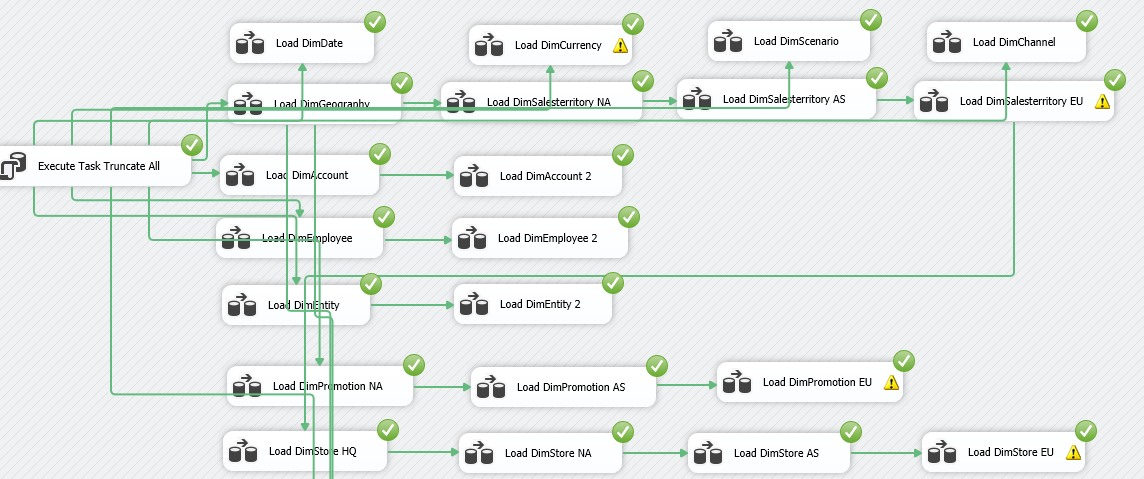 Load DimDate
Load DimCurrency
Load DimScenario
Load DimChannel
Load DimGeography
Load DimSalesterritory NA
Load DimSalesterritory AS
Load DimSalesterritory EU
Execute Task Truncate All
Load DimAccount
Load DimAccount 2
Load DimEmployee
Load DimEmployee 2
Load DimEntity
Load DimEntity 2
Load DimPromotion NA
Load DimPromotion AS
Load DimPromotion EU
Load DimStore HQ
Load DimStore NA
Load DimStore AS
Load DimStore EU